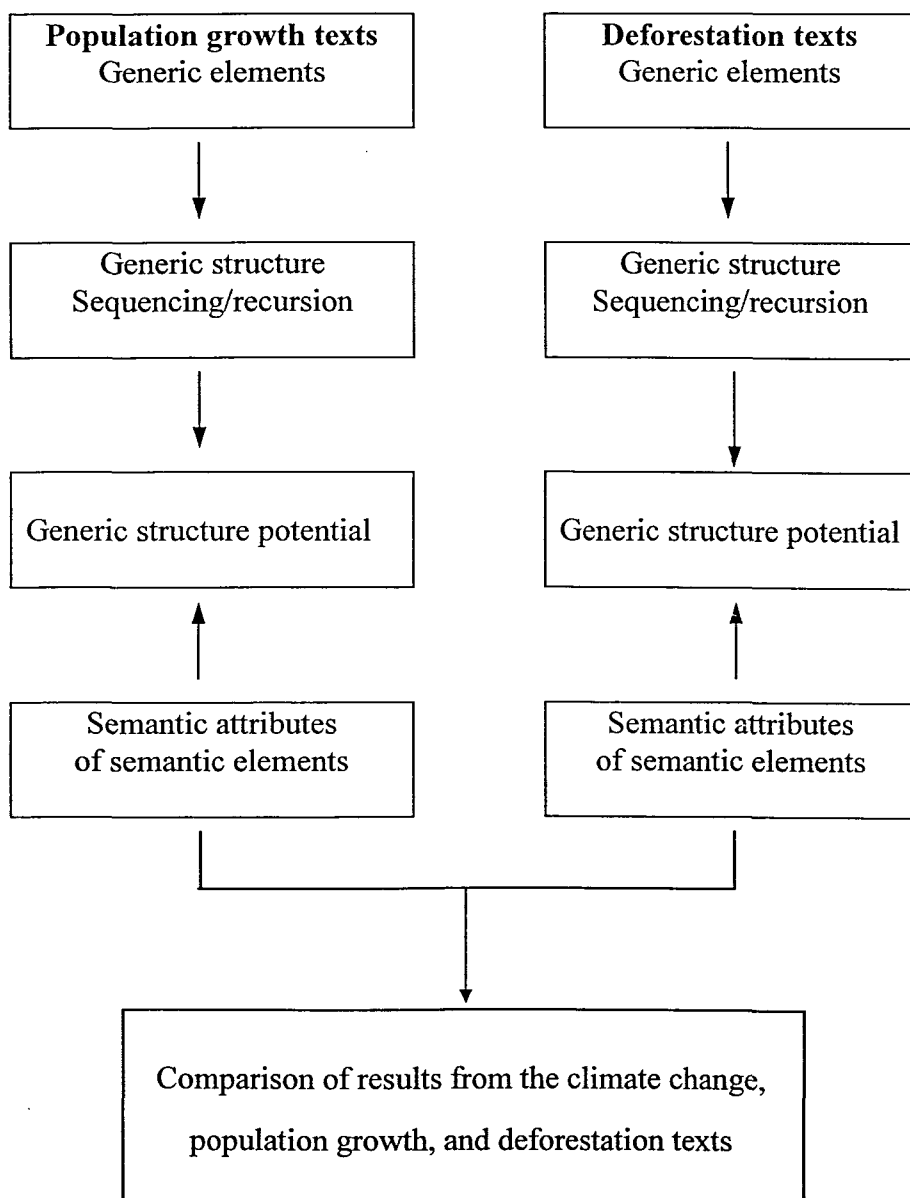 Population growth texts
Generic elements
Deforestation texts
Generic elements
Generic structure
Sequencing/recursion
Generic structure
Sequencing/recursion
Generic structure potential
Generic structure potential
Semantic attributes
of semantic elements
Semantic attributes
of semantic elements
Comparison of results from the climate change,
population growth, and deforestation texts